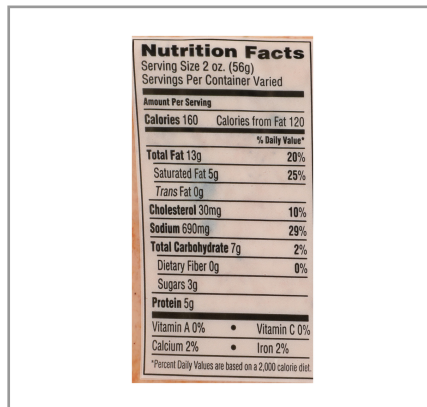 Nutrition Facts
Serving Size 2 oz. (56g)
Servings Per Container Varied
Amount Per Serving
Calories 160 Calories from Fat 120
% Daily Value*
Total Fat 13g 20%
Saturated Fat 5g 25%
Trans Fat 0g
Cholesterol 30mg 10%
Sodium 690mg 29%
Total Carbohydrate 7g 2%
Dietary Fiber 0g 0%
Sugars 3g
Protein 5g
Vitamin A 0% • Vitamin C 0%
Calcium 2% • Iron 2%
*Percent Daily Values are based on a 2,000 calorie diet.